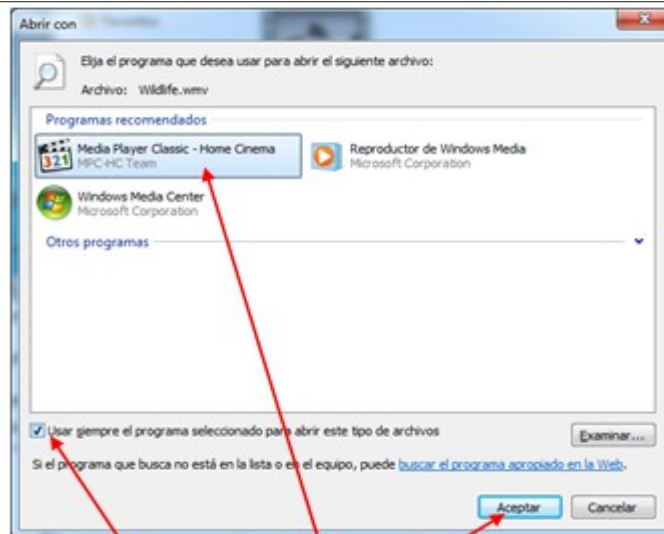 Abrir con
Elija el programa que desea usar para abrir el siguiente archivo:
Archivo: Wildlife.wmv
Programas recomendados
Media Player Classic - Home Cinema
MPC-HC Team
Reproductor de Windows Media
Microsoft Corporation
Windows Media Center
Microsoft Corporation
Otros programas
Usar siempre el programa seleccionado para abrir este tipo de archivos
Examinar...
Si el programa que busca no está en la lista o en el equipo, puede buscar el programa apropiado en la Web.
Aceptar Cancelar